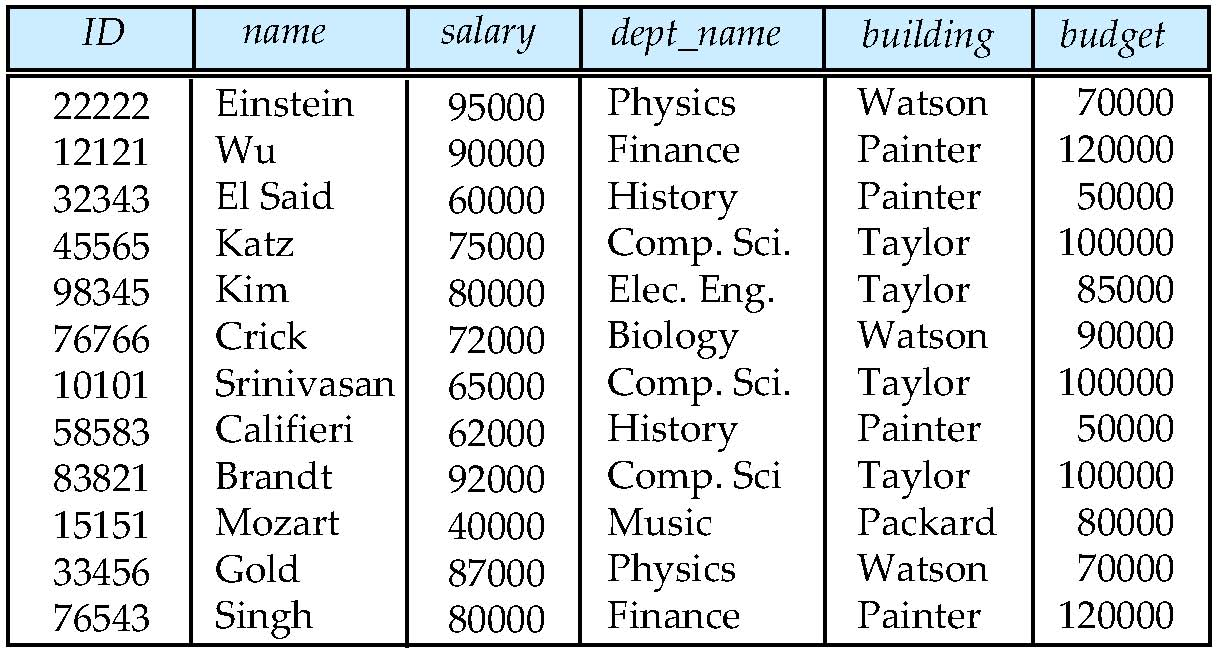 ID name salary dept_name building budget
22222 Einstein 95000 Physics Watson 70000
12121 Wu 90000 Finance Painter 120000
32343 El Said 60000 History Painter 50000
45565 Katz 75000 Comp. Sci. Taylor 100000
98345 Kim 80000 Elec. Eng. Taylor 85000
76766 Crick 72000 Biology Watson 90000
10101 Srinivasan 65000 Comp. Sci. Taylor 100000
58583 Califieri 62000 History Painter 50000
83821 Brandt 92000 Comp. Sci Taylor 100000
15151 Mozart 40000 Music Packard 80000
33456 Gold 87000 Physics Watson 70000
76543 Singh 80000 Finance Painter 120000